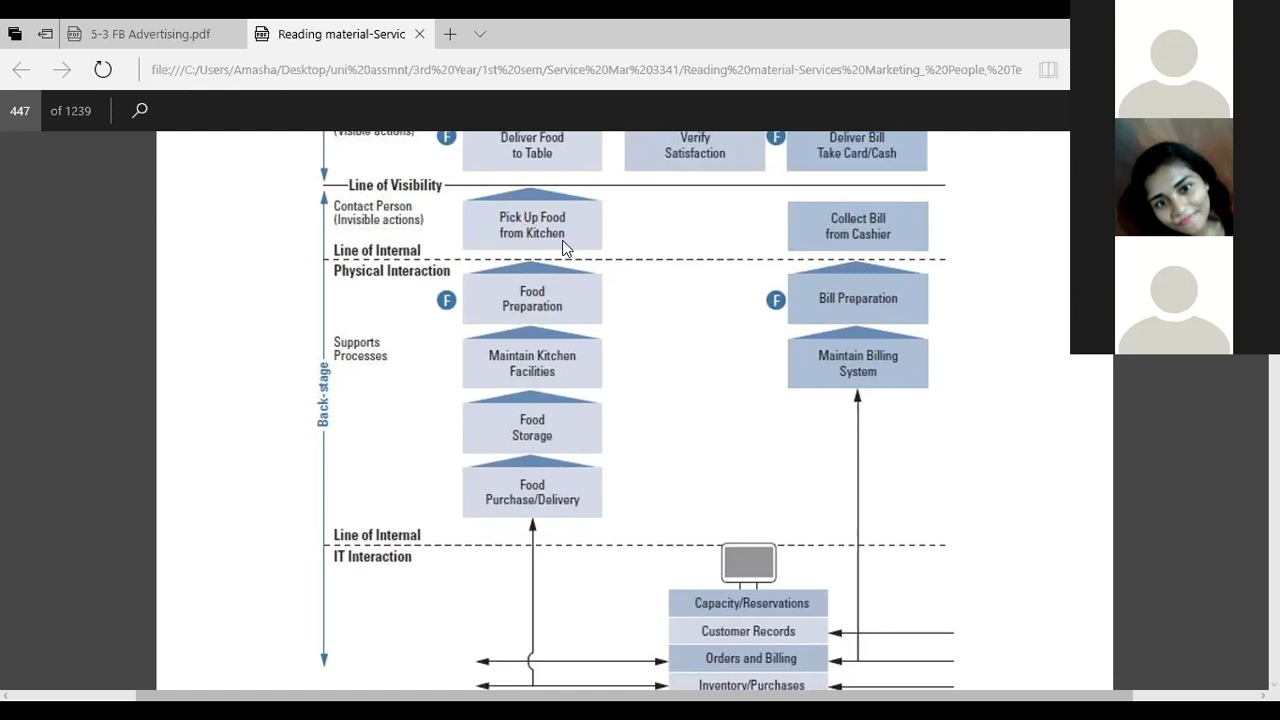 5-3 FB Advertising.pdf
Reading material-Servic
file:///C:/Users/Amasha/Desktop/uni%20assmnt/3rd%20Year/1st%20sem/Service%20Mar%203341/Reading%20material-Services%20Marketing_%20People,%20Te
447 of 1239
(Visible actions)
F
Deliver Food
to Table
Verify
Satisfaction
F
Deliver Bill
Take Card/Cash
Line of Visibility
Contact Person
(Invisible actions)
Pick Up Food
from Kitchen
Collect Bill
from Cashier
Line of Internal
Physical Interaction
F
Food
Preparation
F
Bill Preparation
Supports
Processes
Maintain Kitchen
Facilities
Maintain Billing
System
Back-stage
Food
Storage
Food
Purchase/Delivery
Line of Internal
IT Interaction
Capacity/Reservations
Customer Records
Orders and Billing
Inventory/Purchases